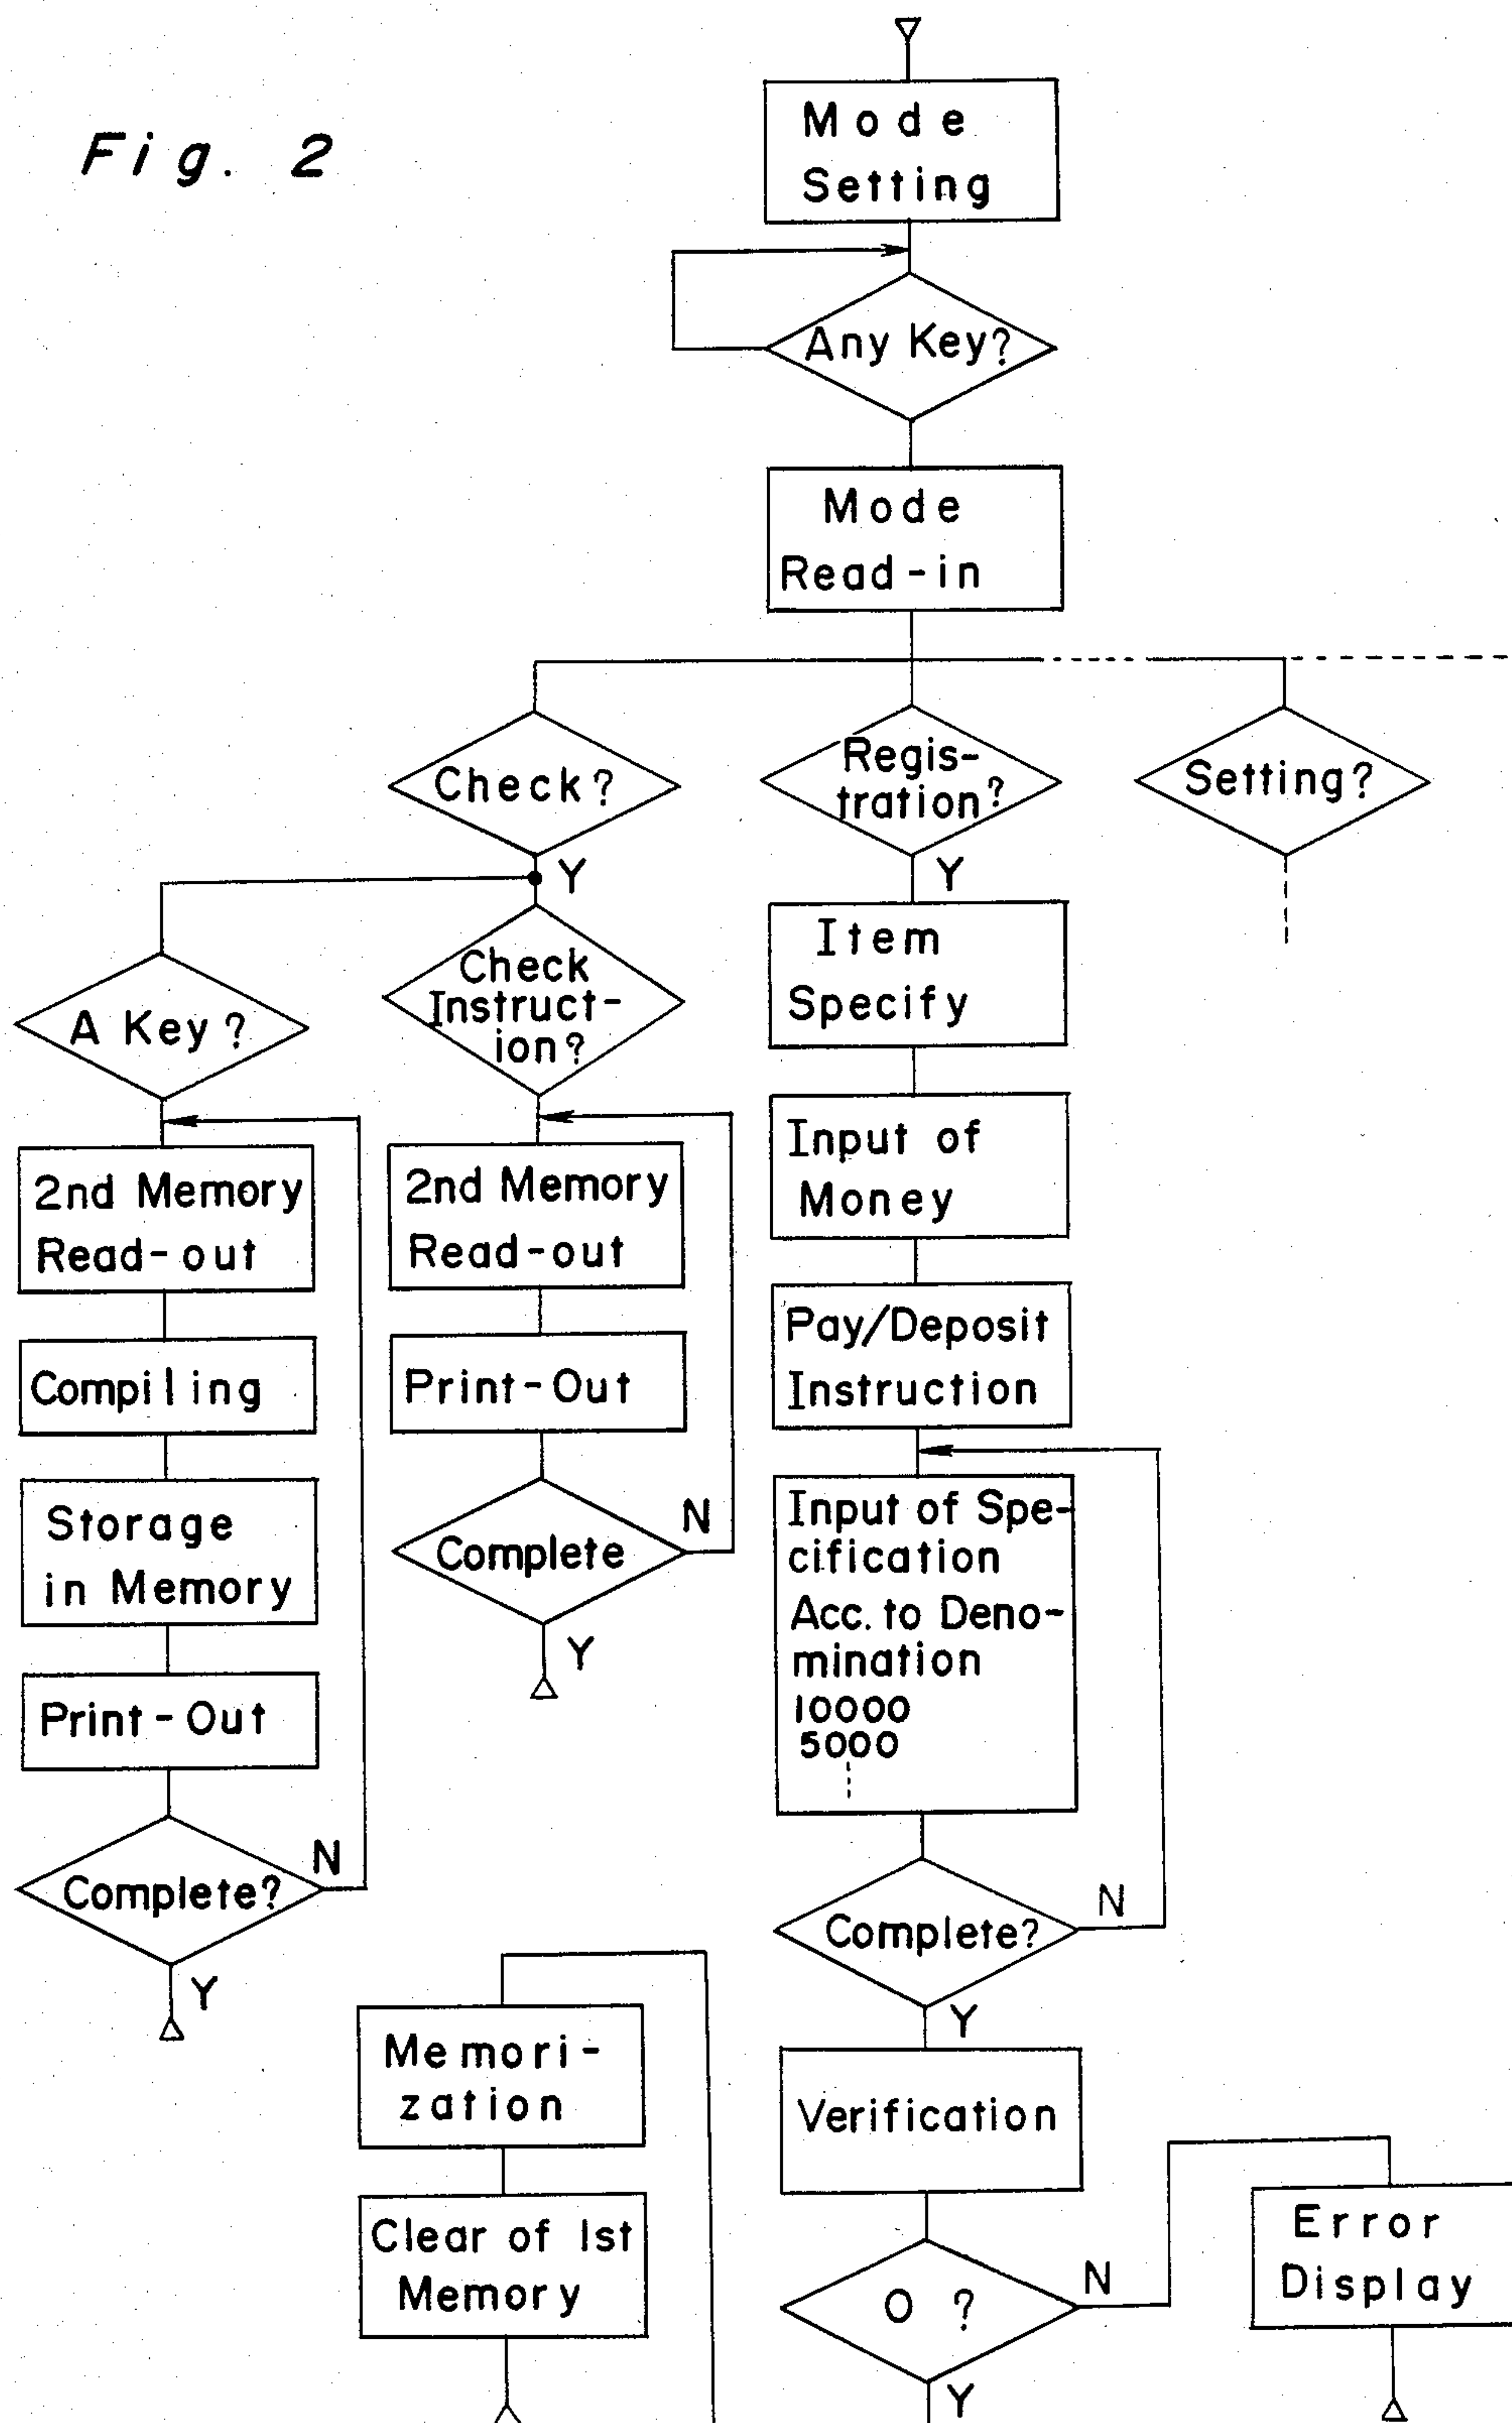 Fig. 2
Mode
Setting
Any Key?
Mode
Read-in
Check?
Y
A Key?
2nd Memory
Read-out
Compiling
Storage
in Memory
Print-Out
Complete?
N
Y
Check
Instruct-
ion?
2nd Memory
Read-out
Print-Out
Complete
N
Y
Regis-
tration?
Y
Item
Specify
Input of
Money
Pay/Deposit
Instruction
Input of Spe-
cification
Acc. to Deno-
mination
10000
5000
Complete?
N
Y
Verification
O ?
N
Y
Error
Display
Memori-
zation
Clear of 1st
Memory
Setting?